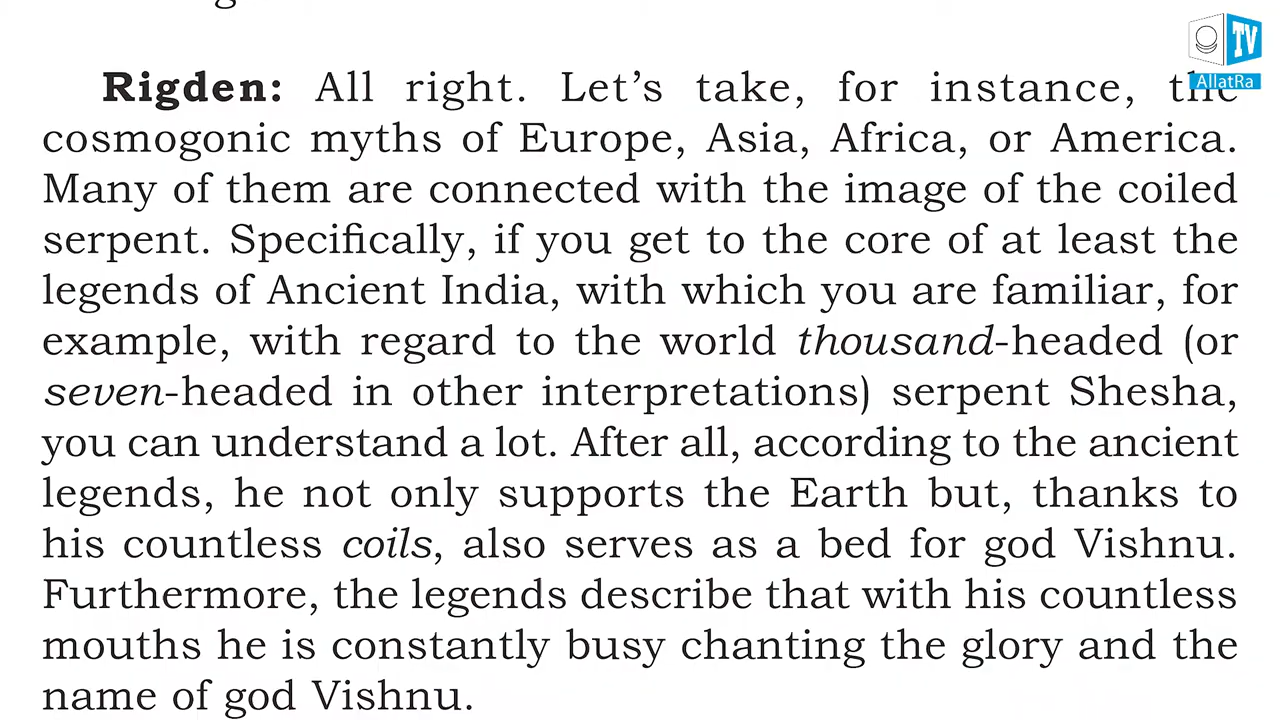 Rigden: All right. Let’s take, for instance, the
cosmogonic myths of Europe, Asia, Africa, or America.
Many of them are connected with the image of the coiled
serpent. Specifically, if you get to the core of at least the
legends of Ancient India, with which you are familiar, for
example, with regard to the world thousand-headed (or
seven-headed in other interpretations) serpent Shesha,
you can understand a lot. After all, according to the ancient
legends, he not only supports the Earth but, thanks to
his countless coils, also serves as a bed for god Vishnu.
Furthermore, the legends describe that with his countless
mouths he is constantly busy chanting the glory and the
name of god Vishnu.
TV
AllatRa